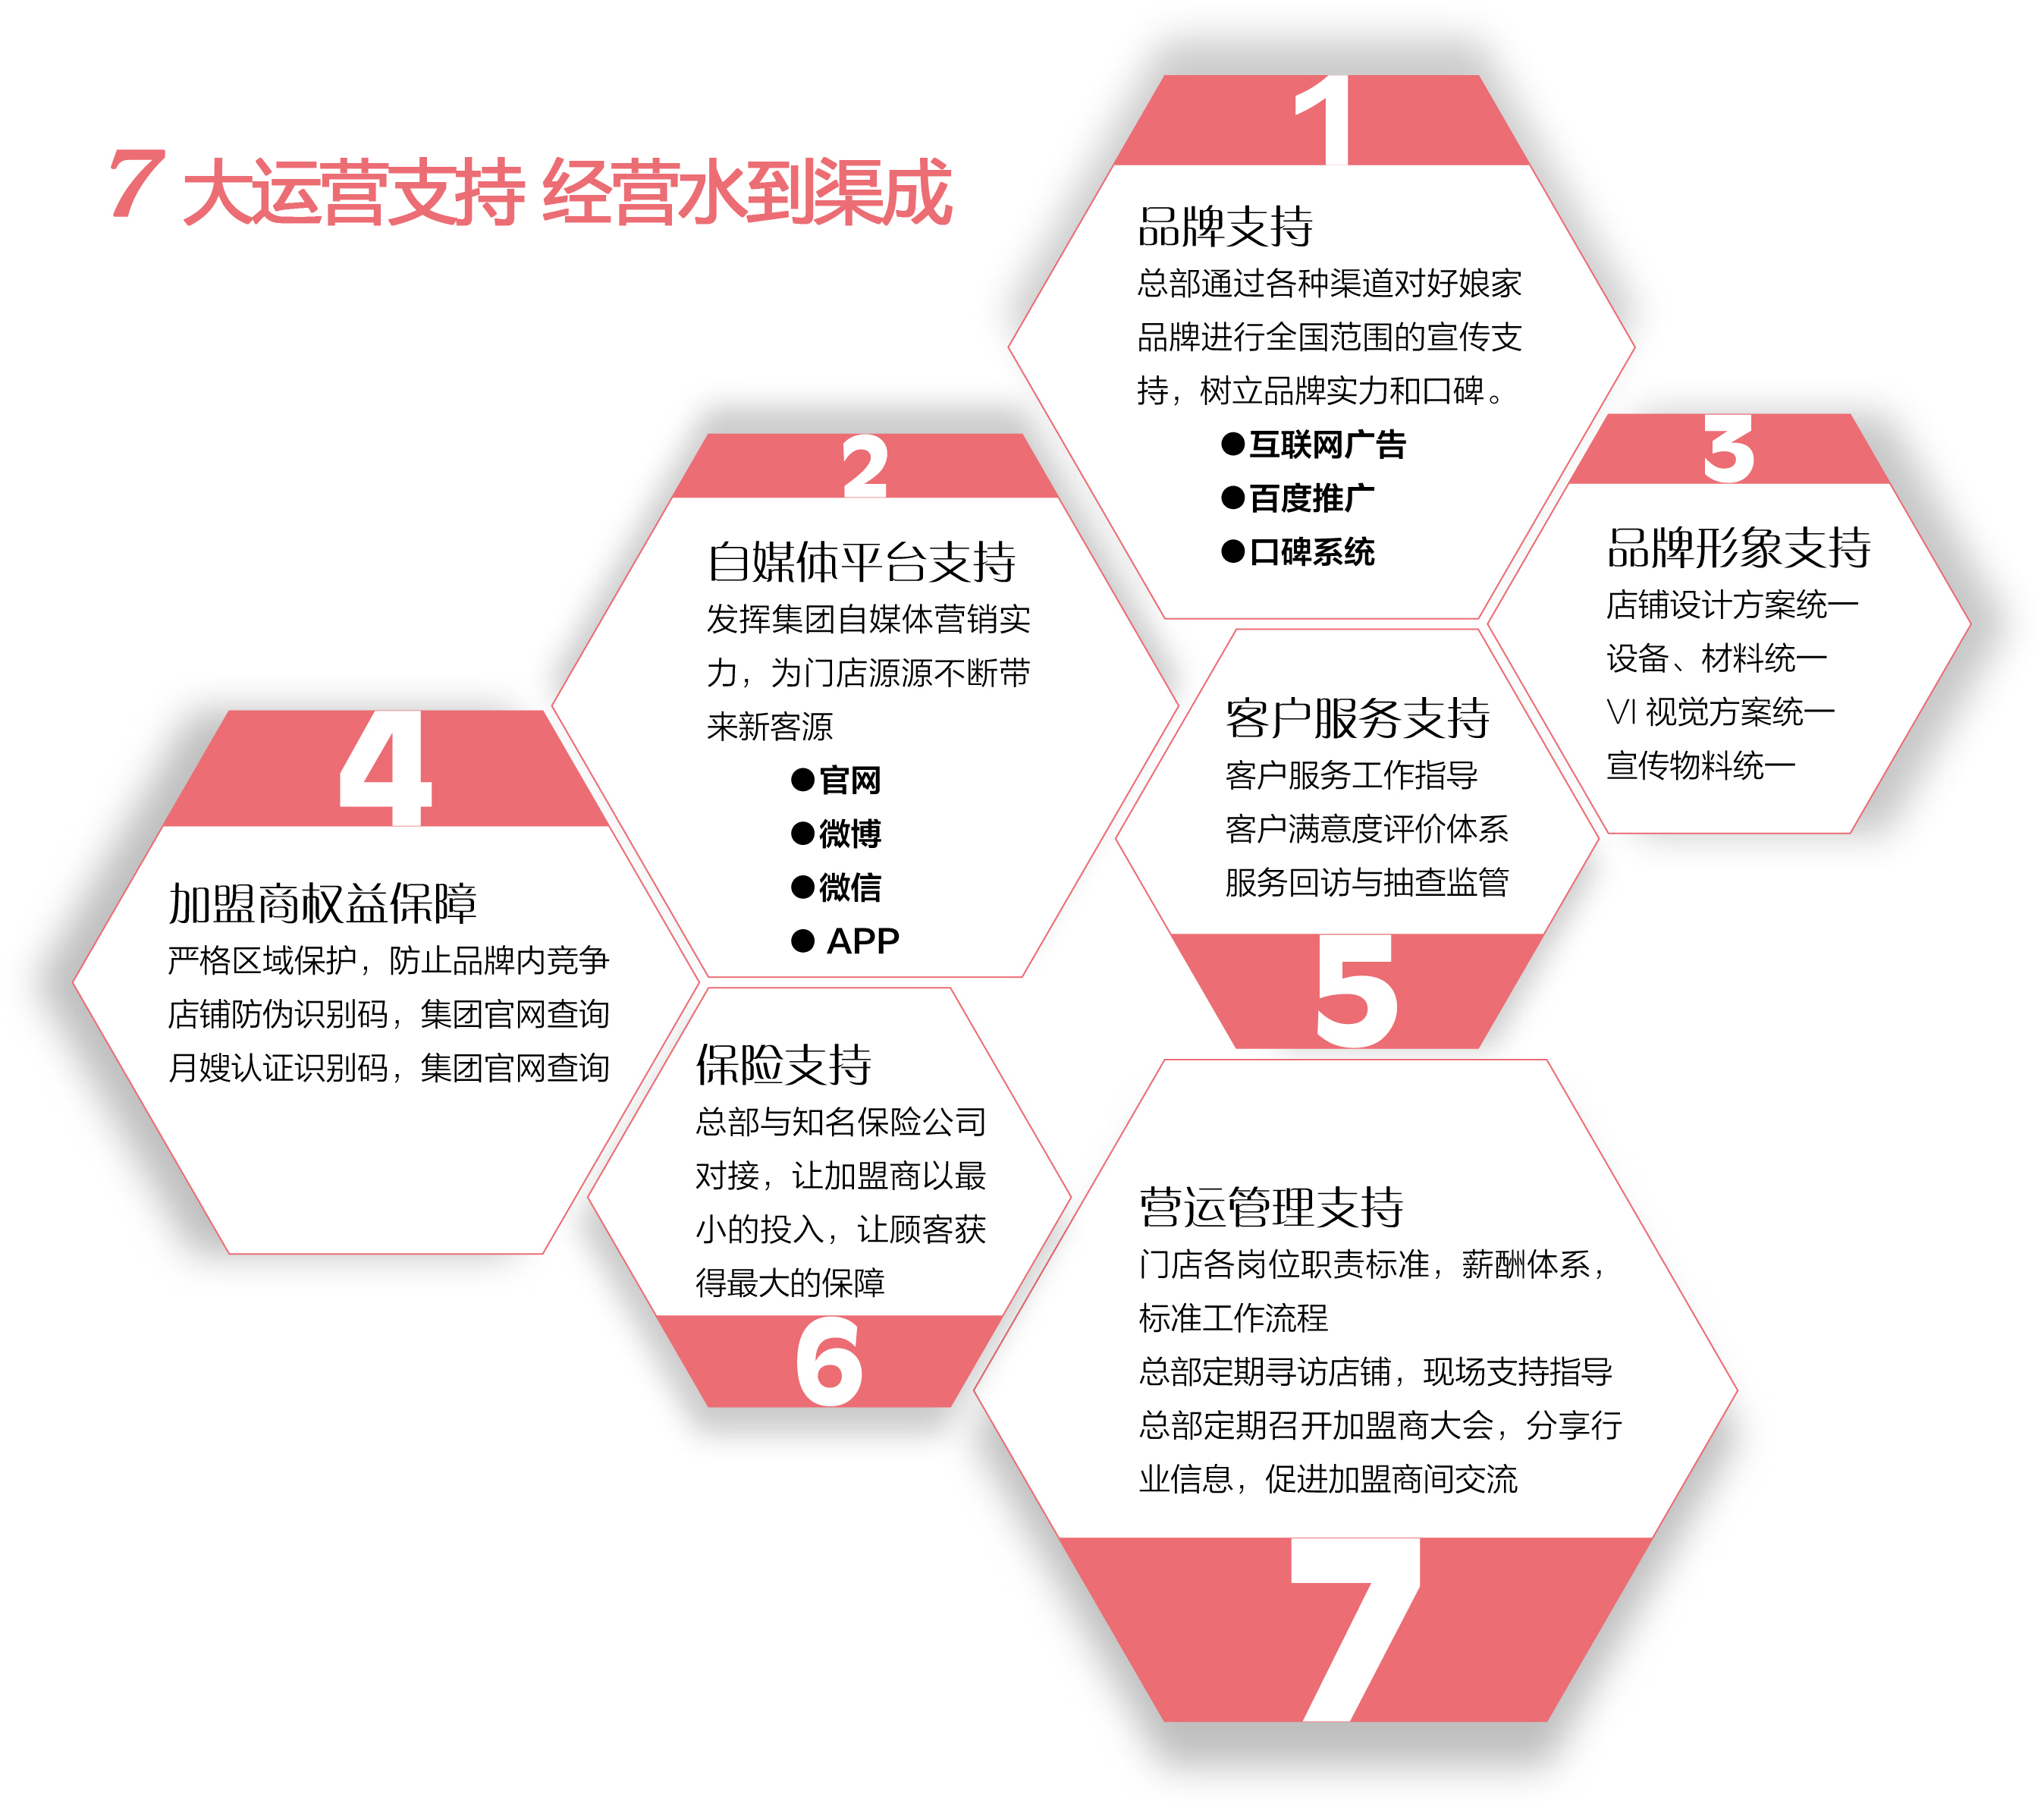 7 大运营支持 经营水到渠成
1
品牌支持
总部通过各种渠道对好娘家
品牌进行全国范围的宣传支
持，树立品牌实力和口碑。
●互联网广告
●百度推广
●口碑系统
2
自媒体平台支持
发挥集团自媒体营销实
力，为门店源源不断带
来新客源
●官网
●微博
●微信
● APP
3
品牌形象支持
店铺设计方案统一
设备、材料统一
VI 视觉方案统一
宣传物料统一
4
加盟商权益保障
严格区域保护，防止品牌内竞争
店铺防伪识别码，集团官网查询
月嫂认证识别码，集团官网查询
客户服务支持
客户服务工作指导
客户满意度评价体系
服务回访与抽查监管
5
保险支持
总部与知名保险公司
对接，让加盟商以最
小的投入，让顾客获
得最大的保障
6
营运管理支持
门店各岗位职责标准，薪酬体系，
标准工作流程
总部定期寻访店铺，现场支持指导
总部定期召开加盟商大会，分享行
业信息，促进加盟商间交流
7